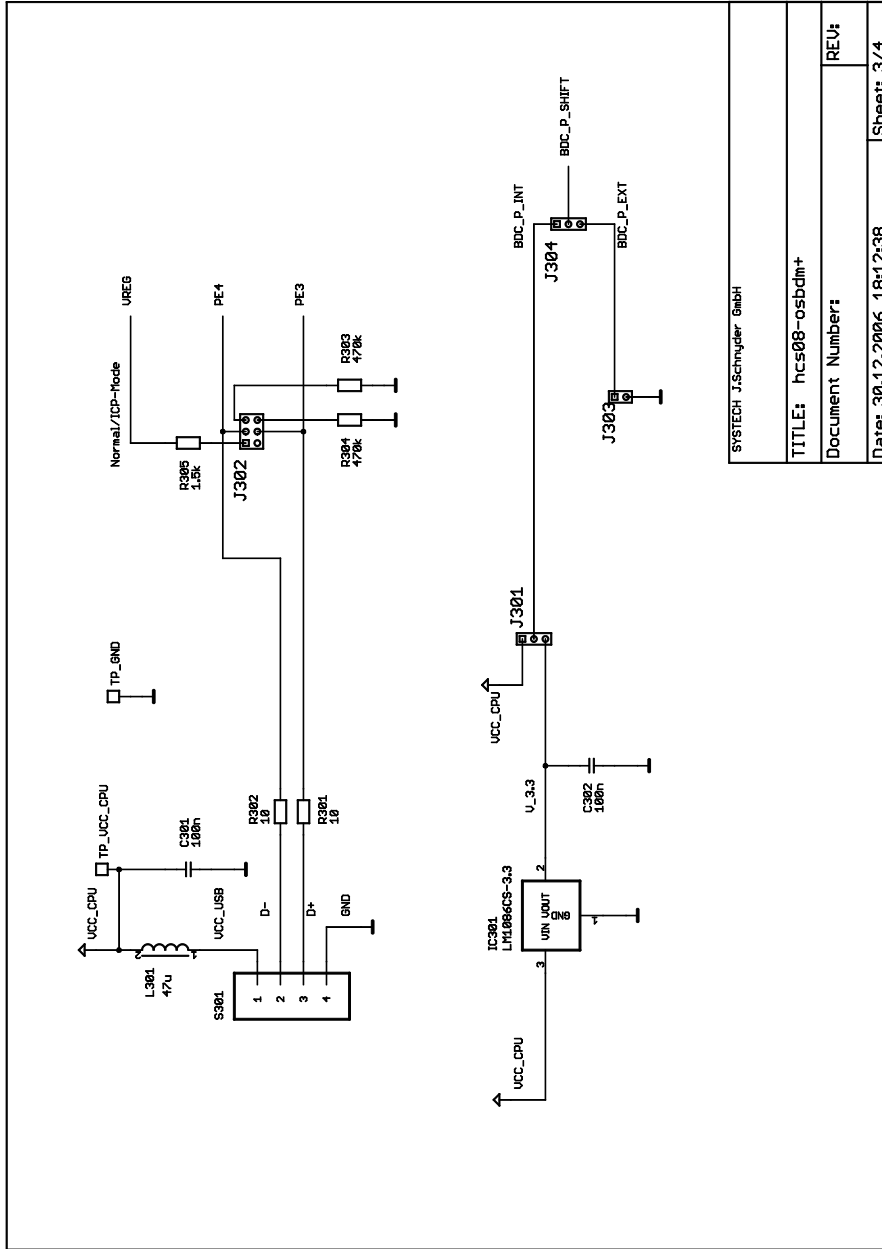 VCC_CPU
TP_VCC_CPU
TP_GND
Normal/ICP-Mode
VREG
L301
47u
2
1
C301
100n
VCC_USB
R305
1.5k
S301
D-
R302
10
J302
PE4
1
2
3
4
D+
R301
10
PE3
GND
R304
470k
R303
470k
VCC_CPU
IC301
LM1086CS-3.3
3
VIN VOUT
GND
1
2
V_3.3
C302
100n
VCC_CPU
J301
BDC_P_INT
J304
BDC_P_SHIFT
J303
BDC_P_EXT
SYSTECH J.Schnyder GmbH
TITLE: hcs08-osbdm+
Document Number:
REV:
Date: 30.12.2006 18:12:38
Sheet: 3/4